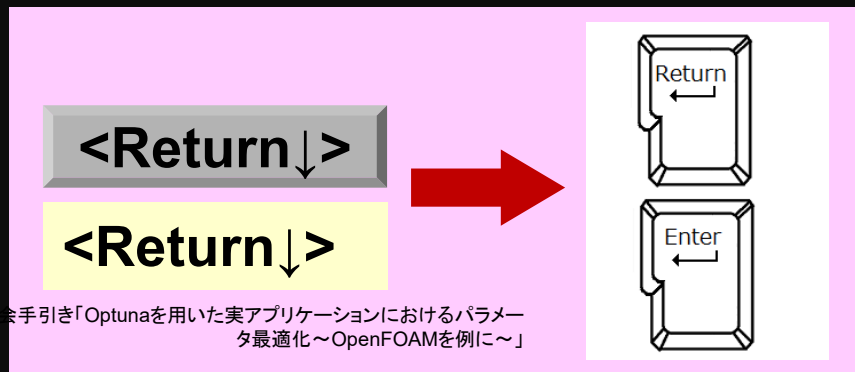 <Return↓>
<Return↓>
Return
Enter
会手引き「Optunaを用いた実アプリケーションにおけるパラメー
タ最適化～OpenFOAMを例に～」